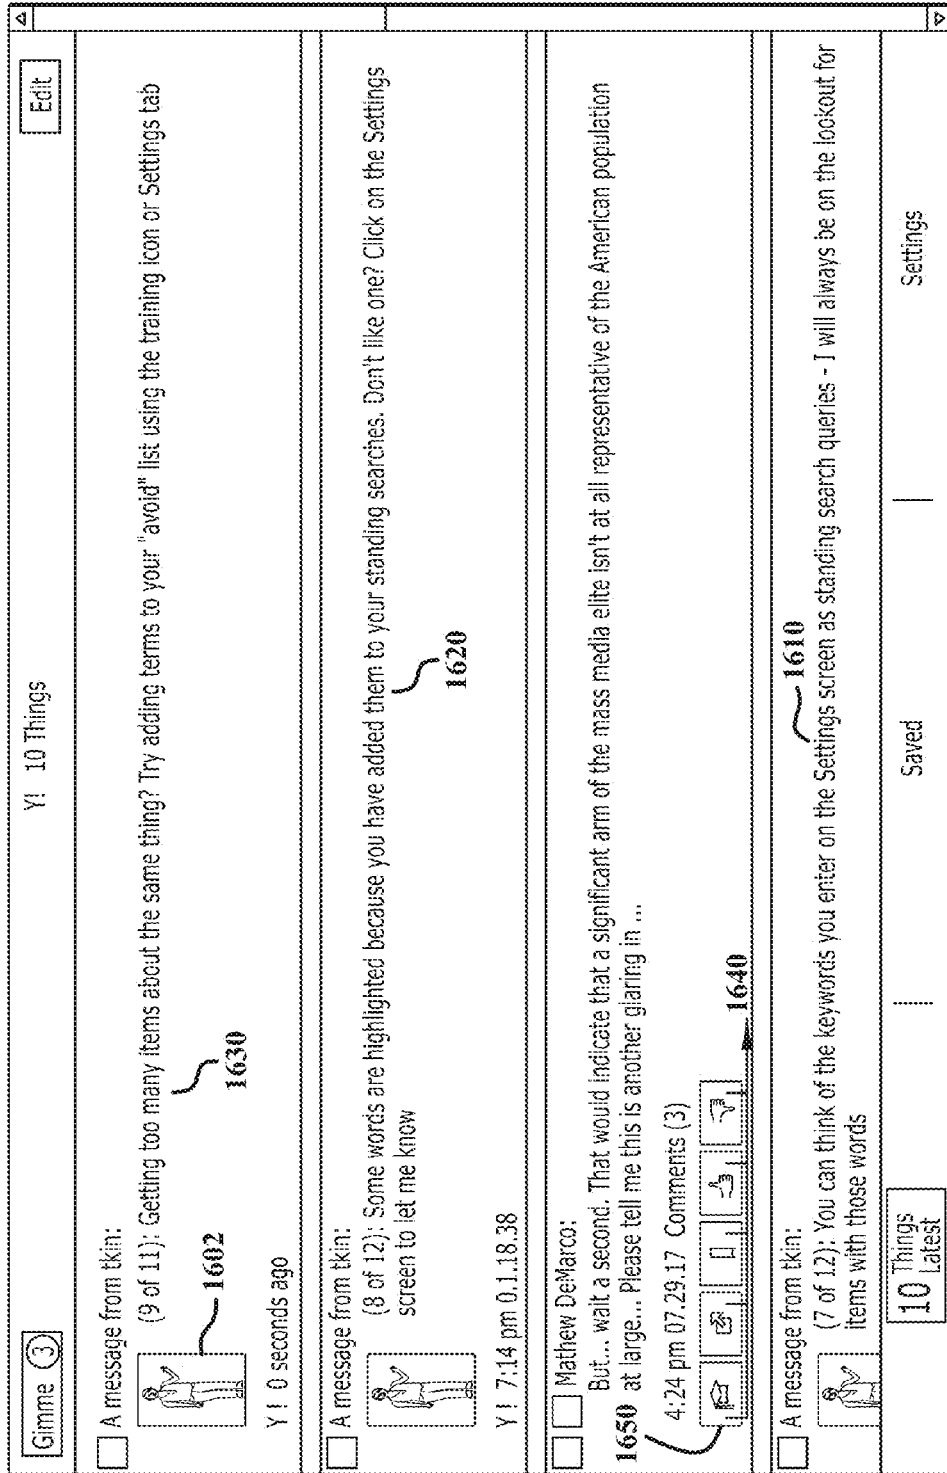 Gimme 3
Y! 10 Things
Edit
A message from tkin:
(9 of 11): Getting too many items about the same thing? Try adding terms to your "avoid" list using the training icon or Settings tab
1630
1602
Y! 0 seconds ago
A message from tkin:
(8 of 12): Some words are highlighted because you have added them to your standing searches. Don't like one? Click on the Settings
screen to let me know
1620
Y! 7:14 pm 0.1.18.38
Mathew DeMarco:
But... wait a second. That would indicate that a significant arm of the mass media elite isn't at all representative of the American population
at large... Please tell me this is another glaring in ...
1650
4:24 pm 07.29.17 Comments (3)
1640
A message from tkin:
1610
(7 of 12): You can think of the keywords you enter on the Settings screen as standing search queries - I will always be on the lookout for
items with those words
10 Things
Latest
Saved
Settings